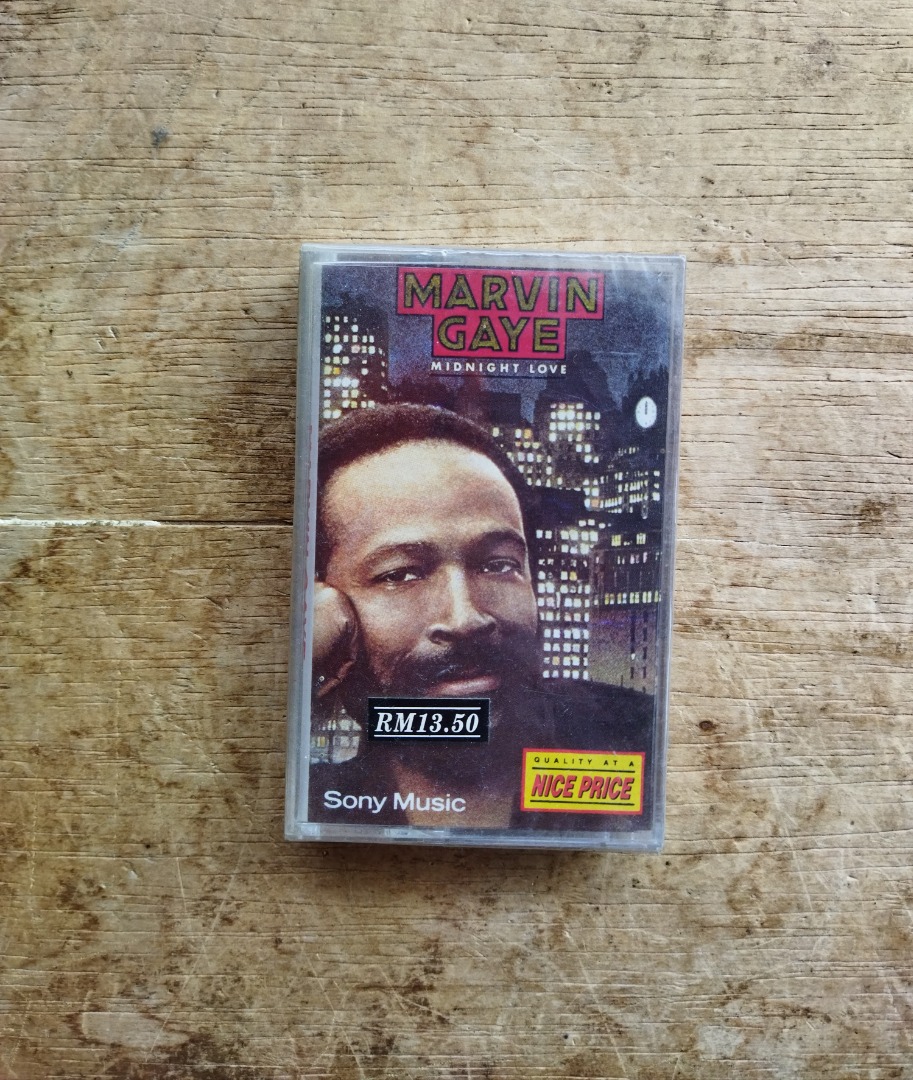 MARVIN
GAYE
MIDNIGHT LOVE
RM13.50
QUALITY AT A
NICE PRICE
Sony Music